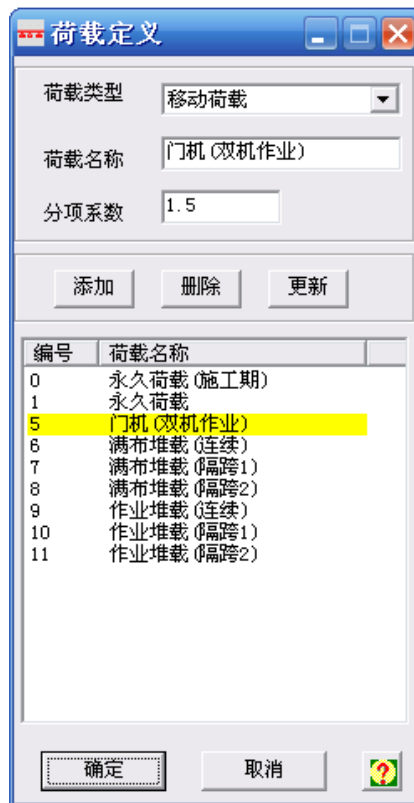 荷载定义
荷载类型 移动荷载
荷载名称 门机(双机作业)
分项系数 1.5
添加 删除 更新
编号 荷载名称
0 永久荷载(施工期)
1 永久荷载
5 门机(双机作业)
6 满布堆载(连续)
7 满布堆载(隔跨1)
8 满布堆载(隔跨2)
9 作业堆载(连续)
10 作业堆载(隔跨1)
11 作业堆载(隔跨2)
确定 取消